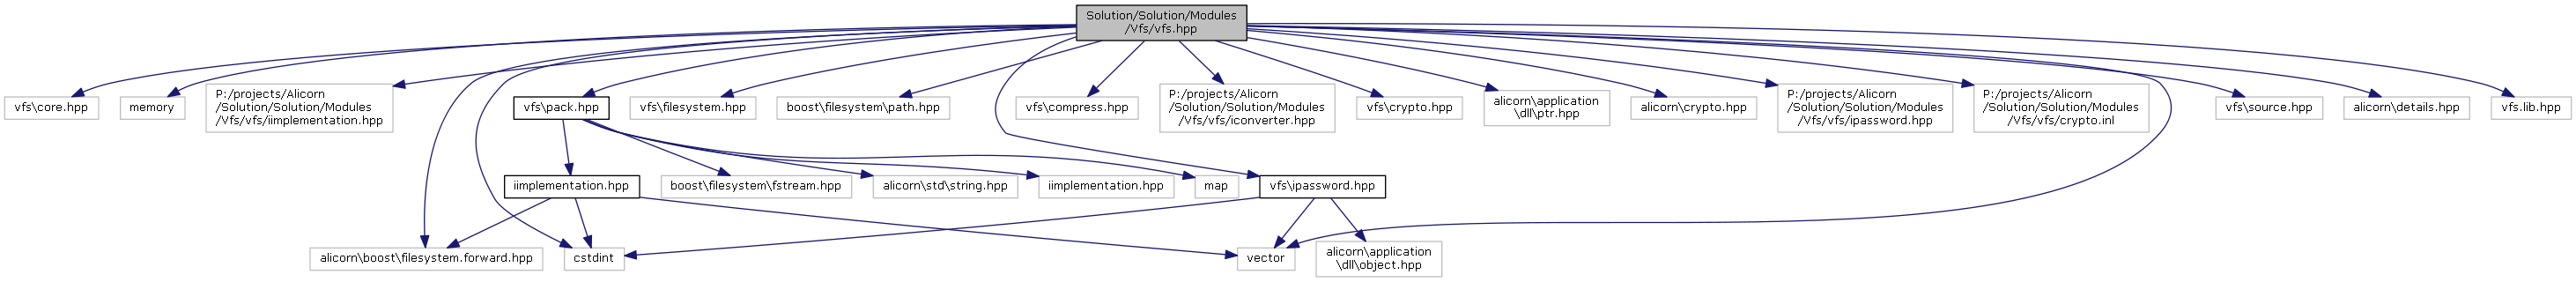 Solution/Solution/Modules
/Vfs/vfs.hpp
vfs\core.hpp
memory
P:/projects/Alicorn
/Solution/Solution/Modules
/Vfs/vfs/iimplementation.hpp
vfs\pack.hpp
vfs\filesystem.hpp
boost\filesystem\path.hpp
vfs\compress.hpp
P:/projects/Alicorn
/Solution/Solution/Modules
/Vfs/vfs/iconverter.hpp
vfs\crypto.hpp
alicorn\application
\dll\ptr.hpp
alicorn\crypto.hpp
P:/projects/Alicorn
/Solution/Solution/Modules
/Vfs/vfs/ipassword.hpp
P:/projects/Alicorn
/Solution/Solution/Modules
/Vfs/vfs/crypto.inl
vfs\source.hpp
alicorn\details.hpp
vfs.lib.hpp
iimplementation.hpp
boost\filesystem\fstream.hpp
alicorn\std\string.hpp
iimplementation.hpp
map
vfs\ipassword.hpp
alicorn\boost\filesystem.forward.hpp
cstdint
vector
alicorn\application
\dll\object.hpp